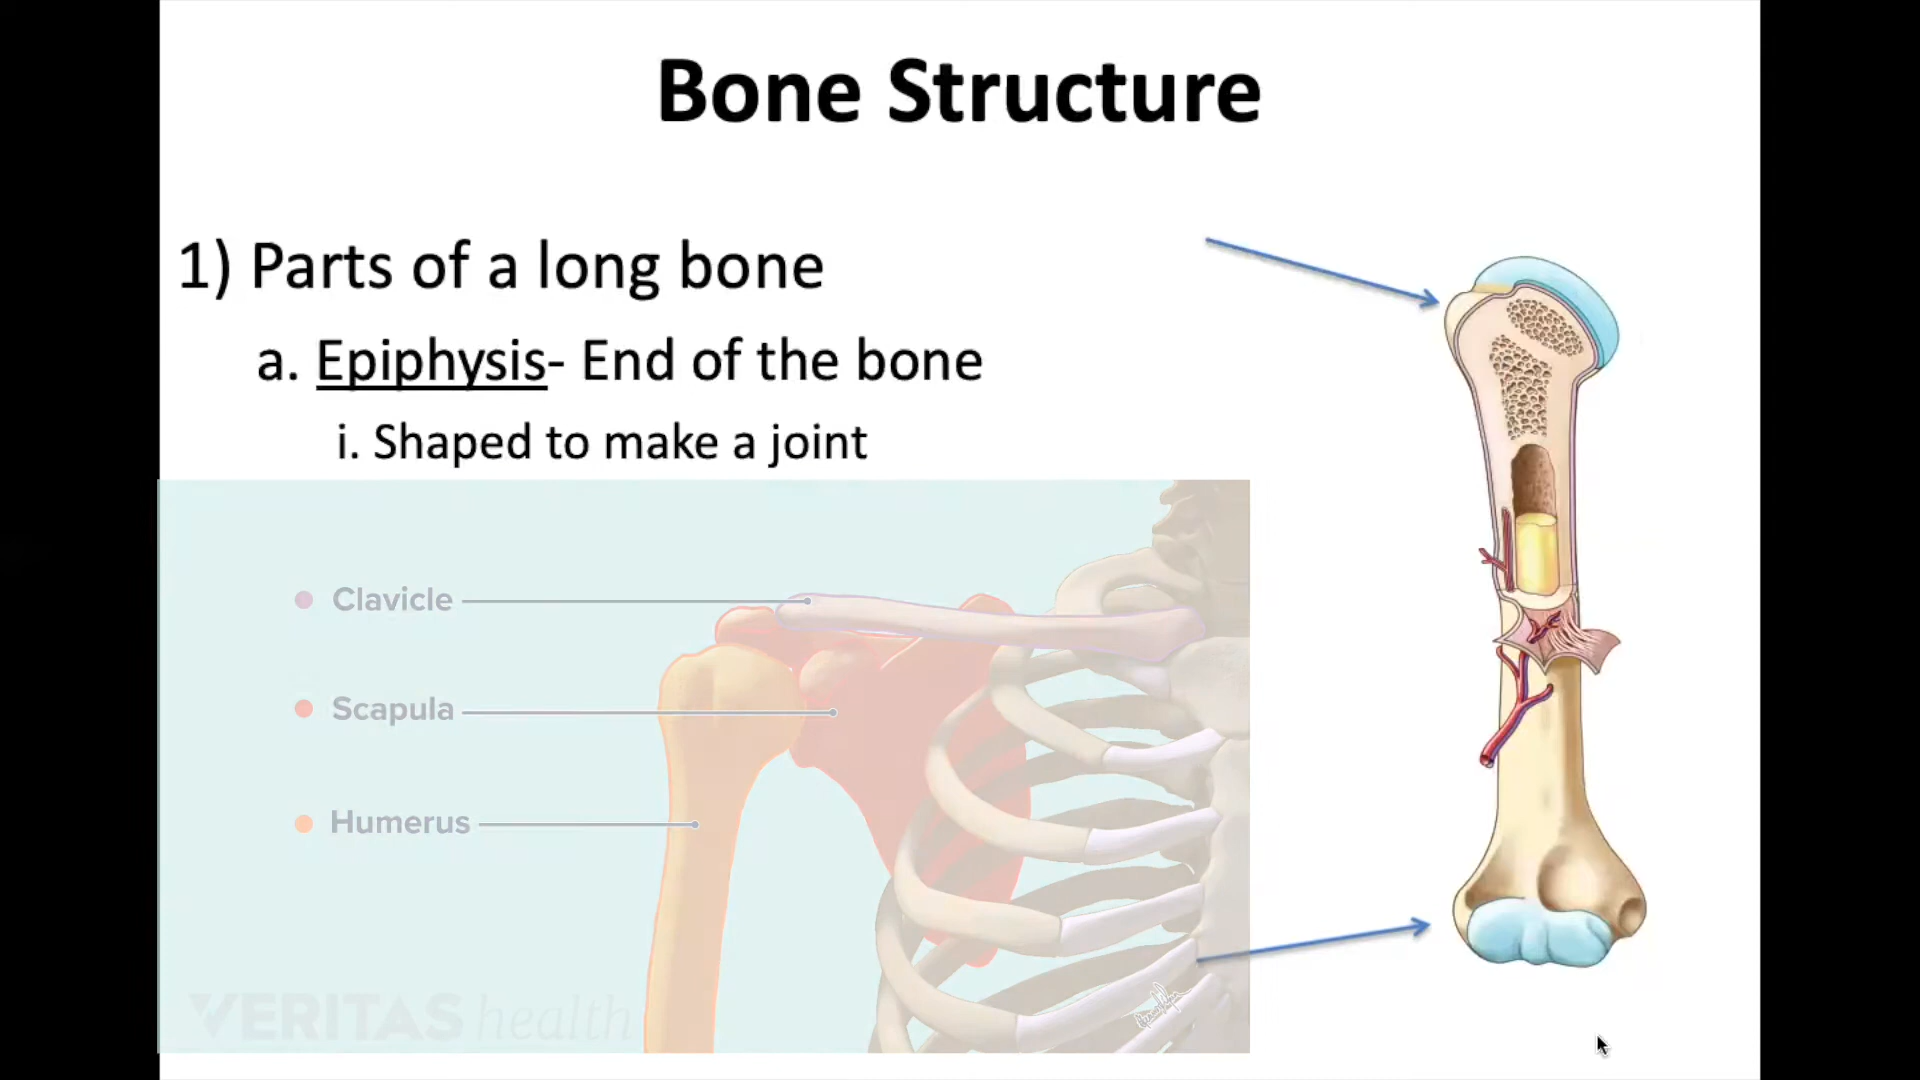 Bone Structure
1) Parts of a long bone
a. Epiphysis- End of the bone
i. Shaped to make a joint
Clavicle
Scapula
Humerus
VERITAS health